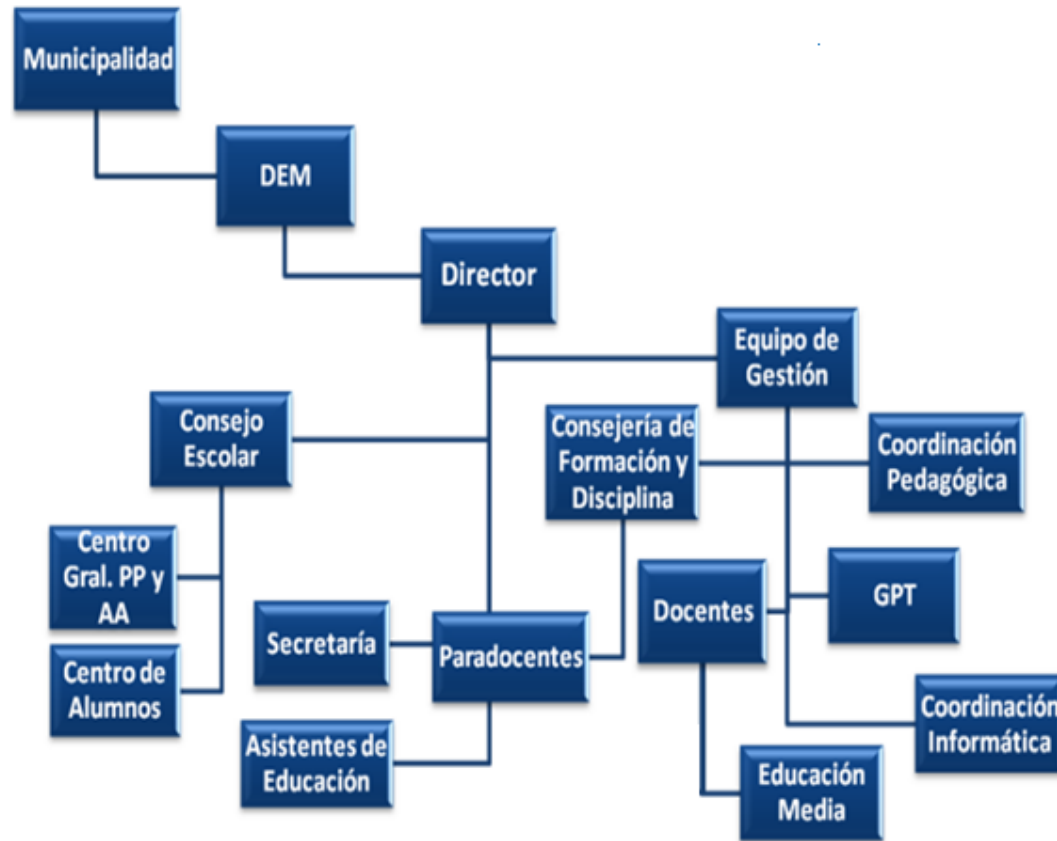 Municipalidad
DEM
Director
Equipo de
Gestión
Consejo
Escolar
Consejería de
Formación y
Disciplina
Coordinación
Pedagógica
Centro
Gral. PP y
AA
Docentes
GPT
Secretaría
Paradocentes
Centro de
Alumnos
Coordinación
Informática
Asistentes de
Educación
Educación
Media